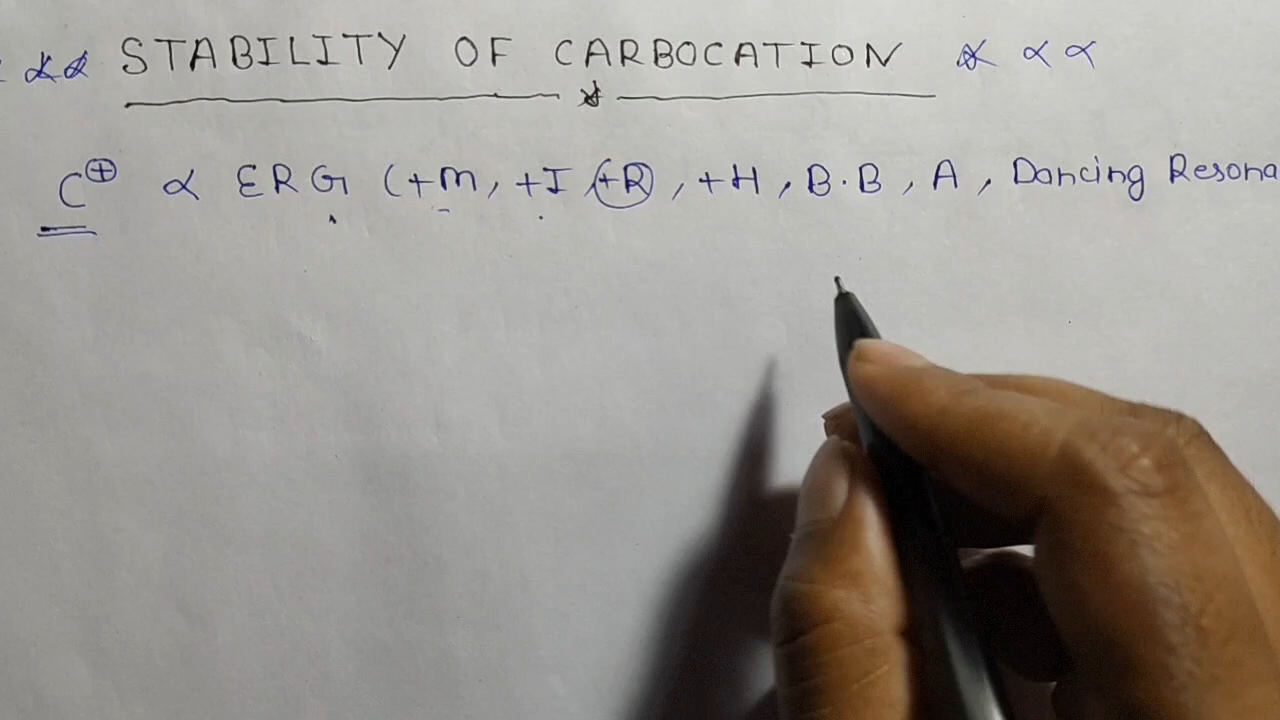 STABILITY OF CARBOCATION
C⊕ ∝ ERG (+M, +I, +R, +H, B.B, A, Dancing Resona